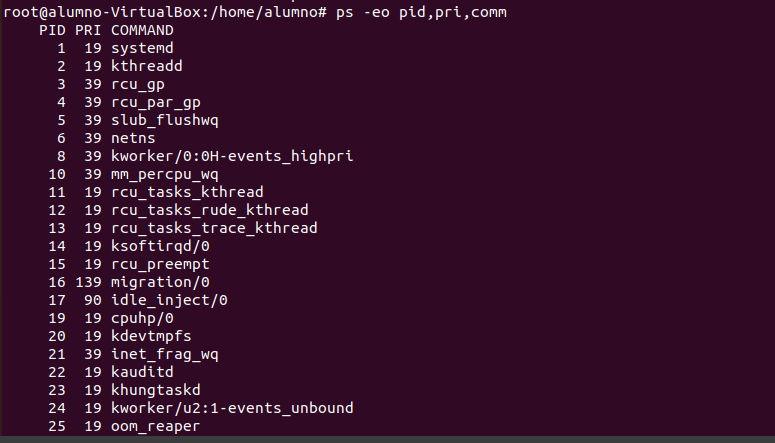 root@alumno-VirtualBox:/home/alumno# ps -eo pid,pri,comm
PID PRI COMMAND
1 19 systemd
2 19 kthreadd
3 39 rcu_gp
4 39 rcu_par_gp
5 39 slub_flushwq
6 39 netns
8 39 kworker/0:0H-events_highpri
10 39 mm_percpu_wq
11 19 rcu_tasks_kthread
12 19 rcu_tasks_rude_kthread
13 19 rcu_tasks_trace_kthread
14 19 ksoftirqd/0
15 19 rcu_preempt
16 139 migration/0
17 90 idle_inject/0
19 19 cpuhp/0
20 19 kdevtmpfs
21 39 inet_frag_wq
22 19 kauditd
23 19 khungtaskd
24 19 kworker/u2:1-events_unbound
25 19 oom_reaper